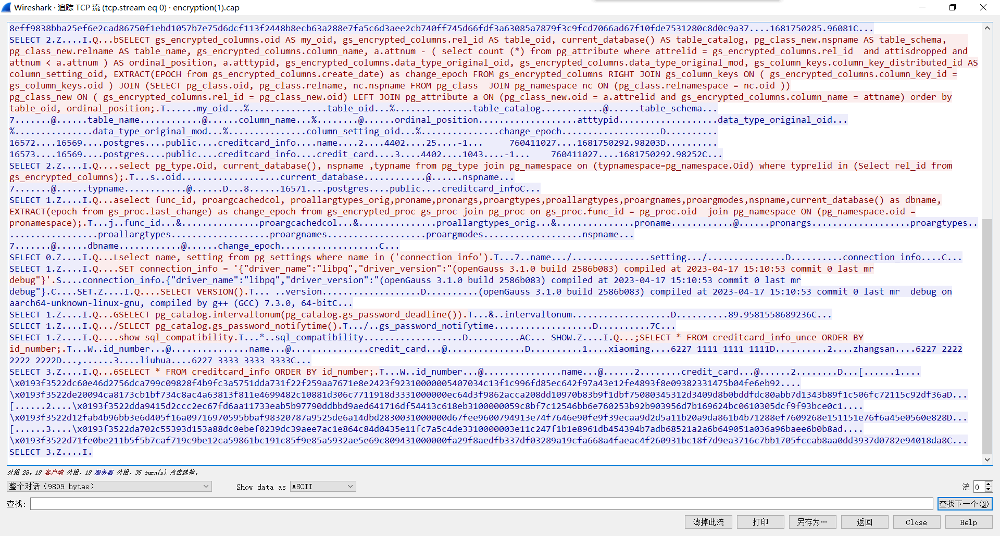 Wireshark · 追踪 TCP 流 (tcp.stream eq 0) · encryption(1).cap
8eff9838bba25ef6e2cad86750f1ebd1057b7e75d6dcf113f2448b8ecb63a288e7fa5c6d3aee2cb740ff745d66fdf3a63085a7879f3c9fcd7066ad67f10fde7531280c8d0c9a37....1681750285.96081C...
SELECT 2.Z....I.Q...bSELECT gs_encrypted_columns.oid AS my_oid, gs_encrypted_columns.rel_id AS table_oid, current_database() AS table_catalog, pg_class_new.nspname AS table_schema,
pg_class_new.relname AS table_name, gs_encrypted_columns.column_name, a.attnum - ( select count (*) from pg_attribute where attrelid = gs_encrypted_columns.rel_id  and attisdropped and
attnum < a.attnum ) AS ordinal_position, a.atttypid, gs_encrypted_columns.data_type_original_oid, gs_encrypted_columns.data_type_original_mod, gs_column_keys.column_key_distributed_id AS
column_setting_oid, EXTRACT(EPOCH from gs_encrypted_columns.create_date) as change_epoch FROM gs_encrypted_columns RIGHT JOIN gs_column_keys ON ( gs_encrypted_columns.column_key_id =
gs_column_keys.oid ) JOIN (SELECT pg_class.oid, pg_class.relname, nc.nspname FROM pg_class  JOIN pg_namespace nc ON (pg_class.relnamespace = nc.oid ))
pg_class_new ON ( gs_encrypted_columns.rel_id = pg_class_new.oid) LEFT JOIN pg_attribute a ON (pg_class_new.oid = a.attrelid and gs_encrypted_columns.column_name = attname) order by
table_oid, ordinal_position;.T......my_oid...%...............table_oid...%...............table_catalog............@......table_schema...
7.......@......table_name............@......column_name...%........@......ordinal_position...................atttypid...................data_type_original_oid...
%...............data_type_original_mod...%...............column_setting_oid...%...............change_epoch...................D..........
16572....16569....postgres....public....creditcard_info....name....2....4402....25....-1...     760411027....1681750292.98203D..........
16573....16569....postgres....public....creditcard_info....credit_card....3....4402....1043....-1...    760411027....1681750292.98252C...
SELECT 2.Z....I.Q....select pg_type.Oid, current_database(), nspname ,typname from pg_type join pg_namespace on (typnamespace=pg_namespace.Oid) where typrelid in (Select rel_id from
gs_encrypted_columns);.T...s..oid...................current_database............@......nspname...
7.......@......typname............@......D...8......16571....postgres....public....creditcard_infoC...
SELECT 1.Z....I.Q...aselect func_id, proargcachedcol, proallargtypes_orig,proname,pronargs,proargtypes,proallargtypes,proargnames,proargmodes,nspname,current_database() as dbname,
EXTRACT(epoch from gs_proc.last_change) as change_epoch from gs_encrypted_proc gs_proc join pg_proc on gs_proc.func_id = pg_proc.oid  join pg_namespace ON (pg_namespace.oid =
pronamespace);.T...j..func_id...&...............proargcachedcol...&...............proallargtypes_orig...&...............proname............@......pronargs...................proargtypes..
.................proallargtypes...................proargnames...................proargmodes...................nspname...
7.......@......dbname............@......change_epoch...................C...
SELECT 0.Z....I.Q...Lselect name, setting from pg_settings where name in ('connection_info').T...7..name.../...............setting.../...............D..........connection_info....C...
SELECT 1.Z....I.Q....SET connection_info = '{"driver_name":"libpq","driver_version":"(openGauss 3.1.0 build 2586b083) compiled at 2023-04-17 15:10:53 commit 0 last mr
debug"}'.S....connection_info.{"driver_name":"libpq","driver_version":"(openGauss 3.1.0 build 2586b083) compiled at 2023-04-17 15:10:53 commit 0 last mr
debug"}.C....SET.Z....I.Q....SELECT VERSION().T... ..version...................D..........(openGauss 3.1.0 build 2586b083) compiled at 2023-04-17 15:10:53 commit 0 last mr  debug on
aarch64-unknown-linux-gnu, compiled by g++ (GCC) 7.3.0, 64-bitC...
SELECT 1.Z....I.Q...GSELECT pg_catalog.intervaltonum(pg_catalog.gs_password_deadline()).T...&..intervaltonum...................D..........89.9581558689236C...
SELECT 1.Z....I.Q.../SELECT pg_catalog.gs_password_notifytime().T.../..gs_password_notifytime...................D..........7C...
SELECT 1.Z....I.Q....show sql_compatibility.T...*..sql_compatibility...................D..........AC... SHOW.Z....I.Q...;SELECT * FROM creditcard_info_unce ORDER BY
id_number;.T...W..id_number...@...............name...@...............credit_card...@...............D..........1....xiaoming....6227 1111 1111 1111D..........2....zhangsan....6227 2222
2222 2222D...,......3....liuhua....6227 3333 3333 3333C...
SELECT 3.Z....I.Q...6SELECT * FROM creditcard_info ORDER BY id_number;.T...W..id_number...@...............name...@......2........credit_card...@......2........D...[......1....
\x0193f3522dc60e46d2756dca799c09828f4b9fc3a5751dda731f22f259aa7671e8e2423f92310000005407034c13f1c996fd85ec642f97a43e12fe4893f8e09382331475b04fe6eb92....
\x0193f3522de20094ca8173cb1bf734c8ac4a63813f811e4699482c10881d306c7711918d3331000000ec64d3f9862acca208dd10970b83b9f1dbf75080345312d3409d8b0bddfdc80abb7d1343b89f1c506fc72115c92df36aD...
[......2....\x0193f3522dda9415d2ccc2ec67fd6aa11733eab5b97790ddbbd9aed641716df54413c618eb3100000059c8bf7c12546bb6e760253b92b903956d7b169624bc0610305dcf9f93bce0c1....
\x0193f3522d12fab4b96bb3e6d405f16a09716970595bbaf98320787a9525de6a14dbd2830031000000d67fee9600794913e74f7646e90fe9f39ecaa9d2d5a11b20a9da861b4b71288ef7609268e151151e76f6a45e0560e828D...
[......3....\x0193f3522da702c55393d153a88dc0ebef0239dc39aee7ac1e864c84d0435e11fc7a5c4de3310000003e11c247f1b1e8961db454394b7adb68521a2a6b649051a036a96baee6b0b8ad....
\x0193f3522d71fe0be211b5f5b7caf719c9be12ca59861bc191c85f9e85a5932ae5e69c809431000000fa29f8aedfb337df03289a19cfa668a4faeac4f260931bc18f7d9ea3716c7bb1705fccab8aa0dd3937d0782e94018da8C...
SELECT 3.Z....I.
分组 29。18 客户端 分组，18 服务器 分组，35 turn(s).点击选择。
整个对话 (9809 bytes)
Show data as ASCII
流 0
查找:
查找下一个(N)
滤掉此流 打印 另存为… 返回 Close Help